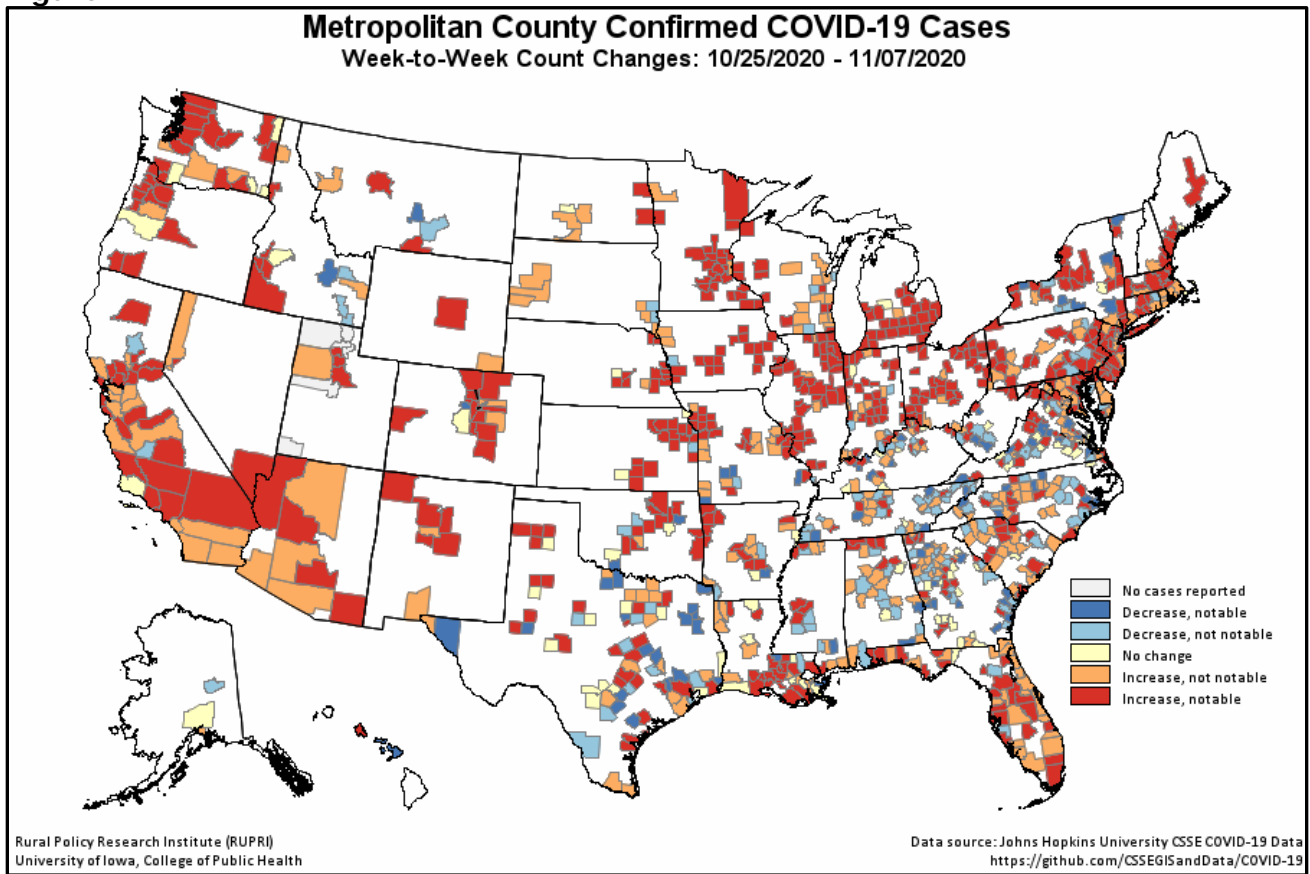 Metropolitan County Confirmed COVID-19 Cases
Week-to-Week Count Changes: 10/25/2020 - 11/07/2020
No cases reported
Decrease, notable
Decrease, not notable
No change
Increase, not notable
Increase, notable
Rural Policy Research Institute (RUPRI)
University of Iowa, College of Public Health
Data source: Johns Hopkins University CSSE COVID-19 Data
https://github.com/CSSEGISandData/COVID-19